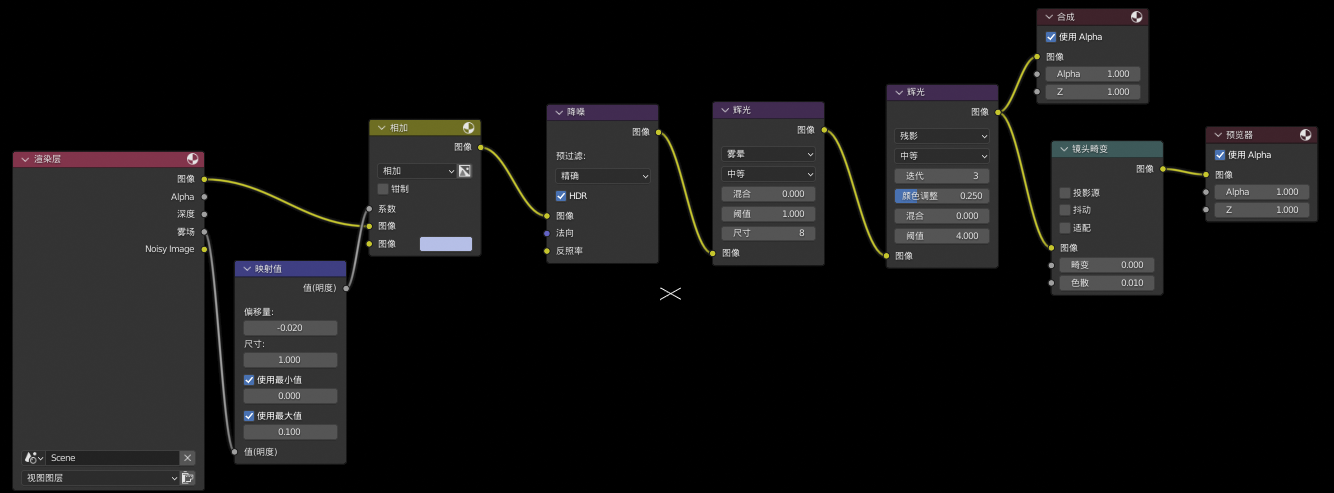 渲染层
图像
Alpha
深度
雾场
Noisy Image
Scene
视图图层
映射值
值(明度)
偏移量:
-0.020
尺寸:
1.000
使用最小值
0.000
使用最大值
0.100
值(明度)
相加
图像
相加
钳制
系数
图像
图像
降噪
图像
预过滤:
精确
HDR
图像
法向
反照率
辉光
图像
雾晕
中等
混合 0.000
阈值 1.000
尺寸 8
图像
辉光
图像
残影
中等
迭代 3
颜色调整 0.250
混合 0.000
阈值 4.000
图像
合成
使用 Alpha
图像
Alpha 1.000
Z 1.000
镜头畸变
图像
投影源
抖动
适配
图像
畸变 0.000
色散 0.010
预览器
使用 Alpha
图像
Alpha 1.000
Z 1.000